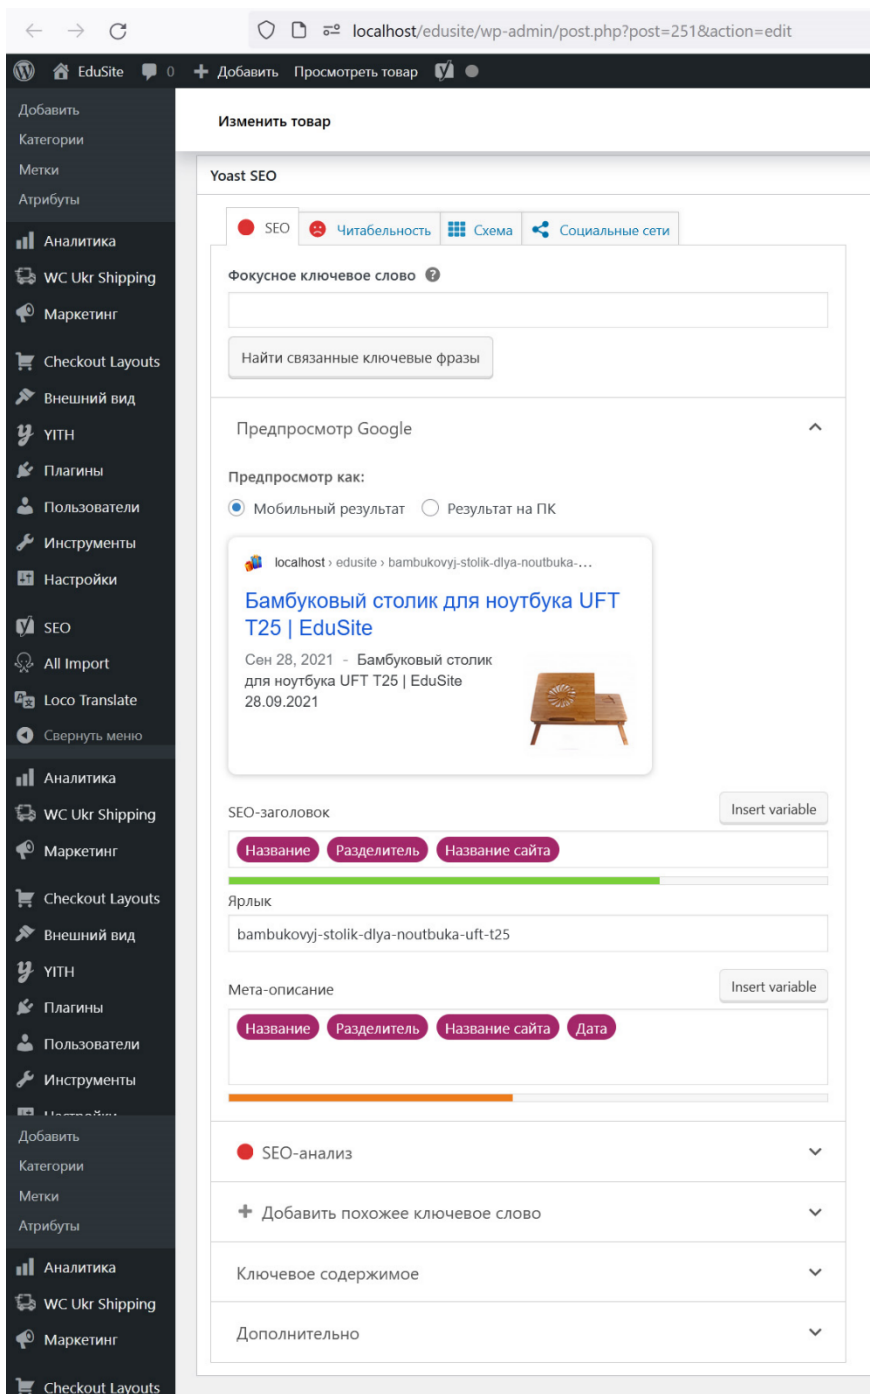 localhost/edusite/wp-admin/post.php?post=251&action=edit
EduSite 0 Добавить Просмотреть товар
Добавить
Категории
Метки
Атрибуты
Аналитика
WC Ukr Shipping
Маркетинг
Checkout Layouts
Внешний вид
YITH
Плагины
Пользователи
Инструменты
Настройки
SEO
All Import
Loco Translate
Свернуть меню
Аналитика
WC Ukr Shipping
Маркетинг
Checkout Layouts
Внешний вид
YITH
Плагины
Пользователи
Инструменты
Настройки
Добавить
Категории
Метки
Атрибуты
Аналитика
WC Ukr Shipping
Маркетинг
Checkout Layouts
Изменить товар
Yoast SEO
SEO Читабельность Схема Социальные сети
Фокусное ключевое слово
Найти связанные ключевые фразы
Предпросмотр Google
Предпросмотр как:
Мобильный результат Результат на ПК
localhost › edusite › bambukovyj-stolik-dlya-noutbuka-...
Бамбуковый столик для ноутбука UFT
T25 | EduSite
Сен 28, 2021 - Бамбуковый столик
для ноутбука UFT T25 | EduSite
28.09.2021
SEO-заголовок Insert variable
Название Разделитель Название сайта
Ярлык
bambukovyj-stolik-dlya-noutbuka-uft-t25
Мета-описание Insert variable
Название Разделитель Название сайта Дата
SEO-анализ
Добавить похожее ключевое слово
Ключевое содержимое
Дополнительно